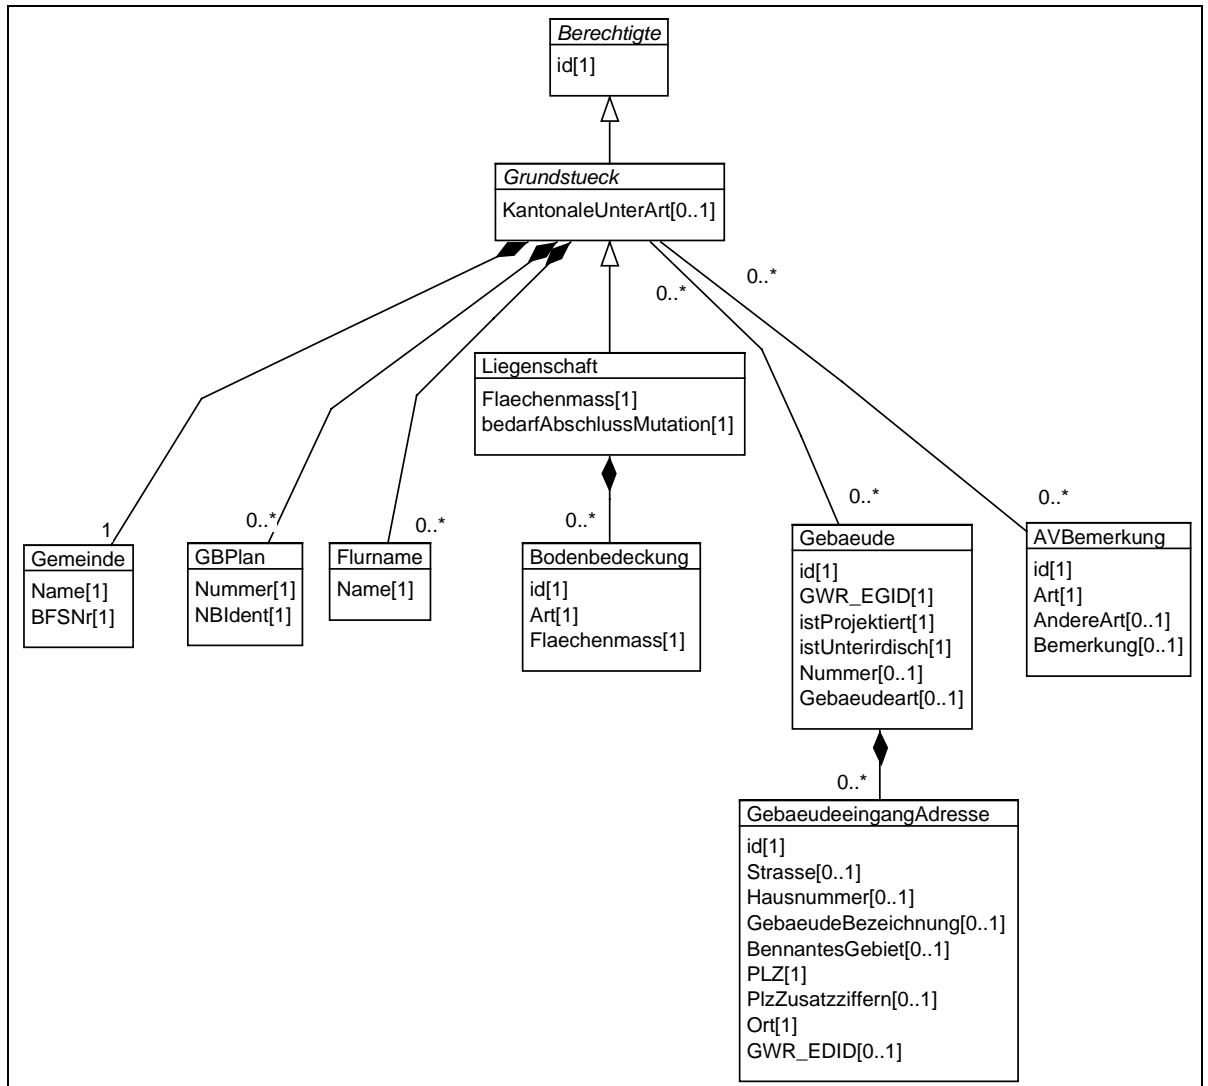 Berechtigte
id[1]
Grundstueck
KantonaleUnterArt[0..1]
0..*
0..*
Liegenschaft
Flaechenmass[1]
bedarfAbschlussMutation[1]
1
0..*
0..*
0..*
0..*
0..*
Gemeinde
Name[1]
BFSNr[1]
GBPlan
Nummer[1]
NBIdent[1]
Flurname
Name[1]
Bodenbedeckung
id[1]
Art[1]
Flaechenmass[1]
Gebaeude
id[1]
GWR_EGID[1]
istProjektiert[1]
istUnterirdisch[1]
Nummer[0..1]
Gebaeudeart[0..1]
AVBemerkung
id[1]
Art[1]
AndereArt[0..1]
Bemerkung[0..1]
0..*
GebaeudeeingangAdresse
id[1]
Strasse[0..1]
Hausnummer[0..1]
GebaeudeBezeichnung[0..1]
BennantesGebiet[0..1]
PLZ[1]
PlzZusatzziffern[0..1]
Ort[1]
GWR_EDID[0..1]